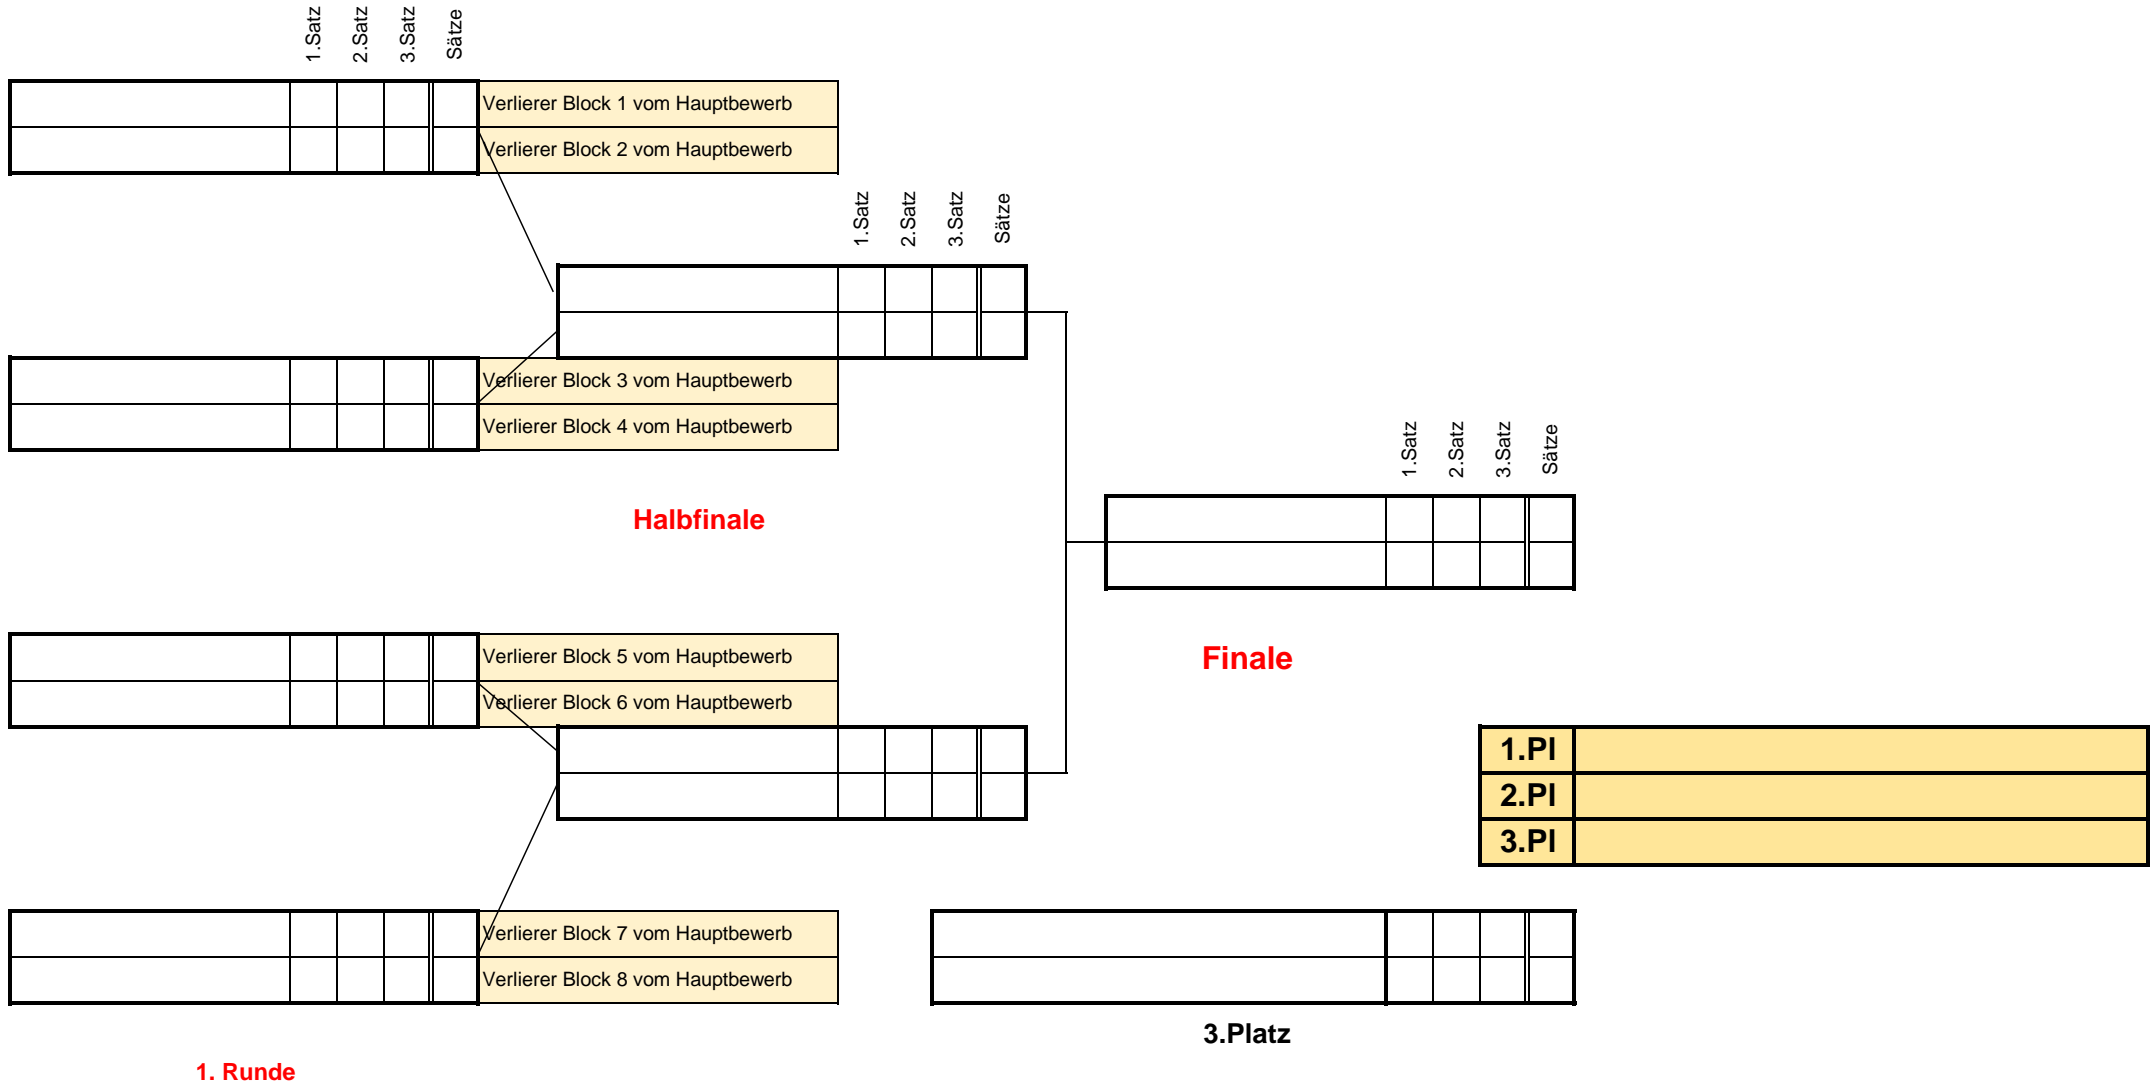 1.Satz 2.Satz 3.Satz Sätze
Verlierer Block 1 vom Hauptbewerb
Verlierer Block 2 vom Hauptbewerb
1.Satz 2.Satz 3.Satz Sätze
Verlierer Block 3 vom Hauptbewerb
Verlierer Block 4 vom Hauptbewerb
1.Satz 2.Satz 3.Satz Sätze
Halbfinale
Verlierer Block 5 vom Hauptbewerb
Finale
Verlierer Block 6 vom Hauptbewerb
1.Pl
2.Pl
3.Pl
Verlierer Block 7 vom Hauptbewerb
Verlierer Block 8 vom Hauptbewerb
3.Platz
1. Runde